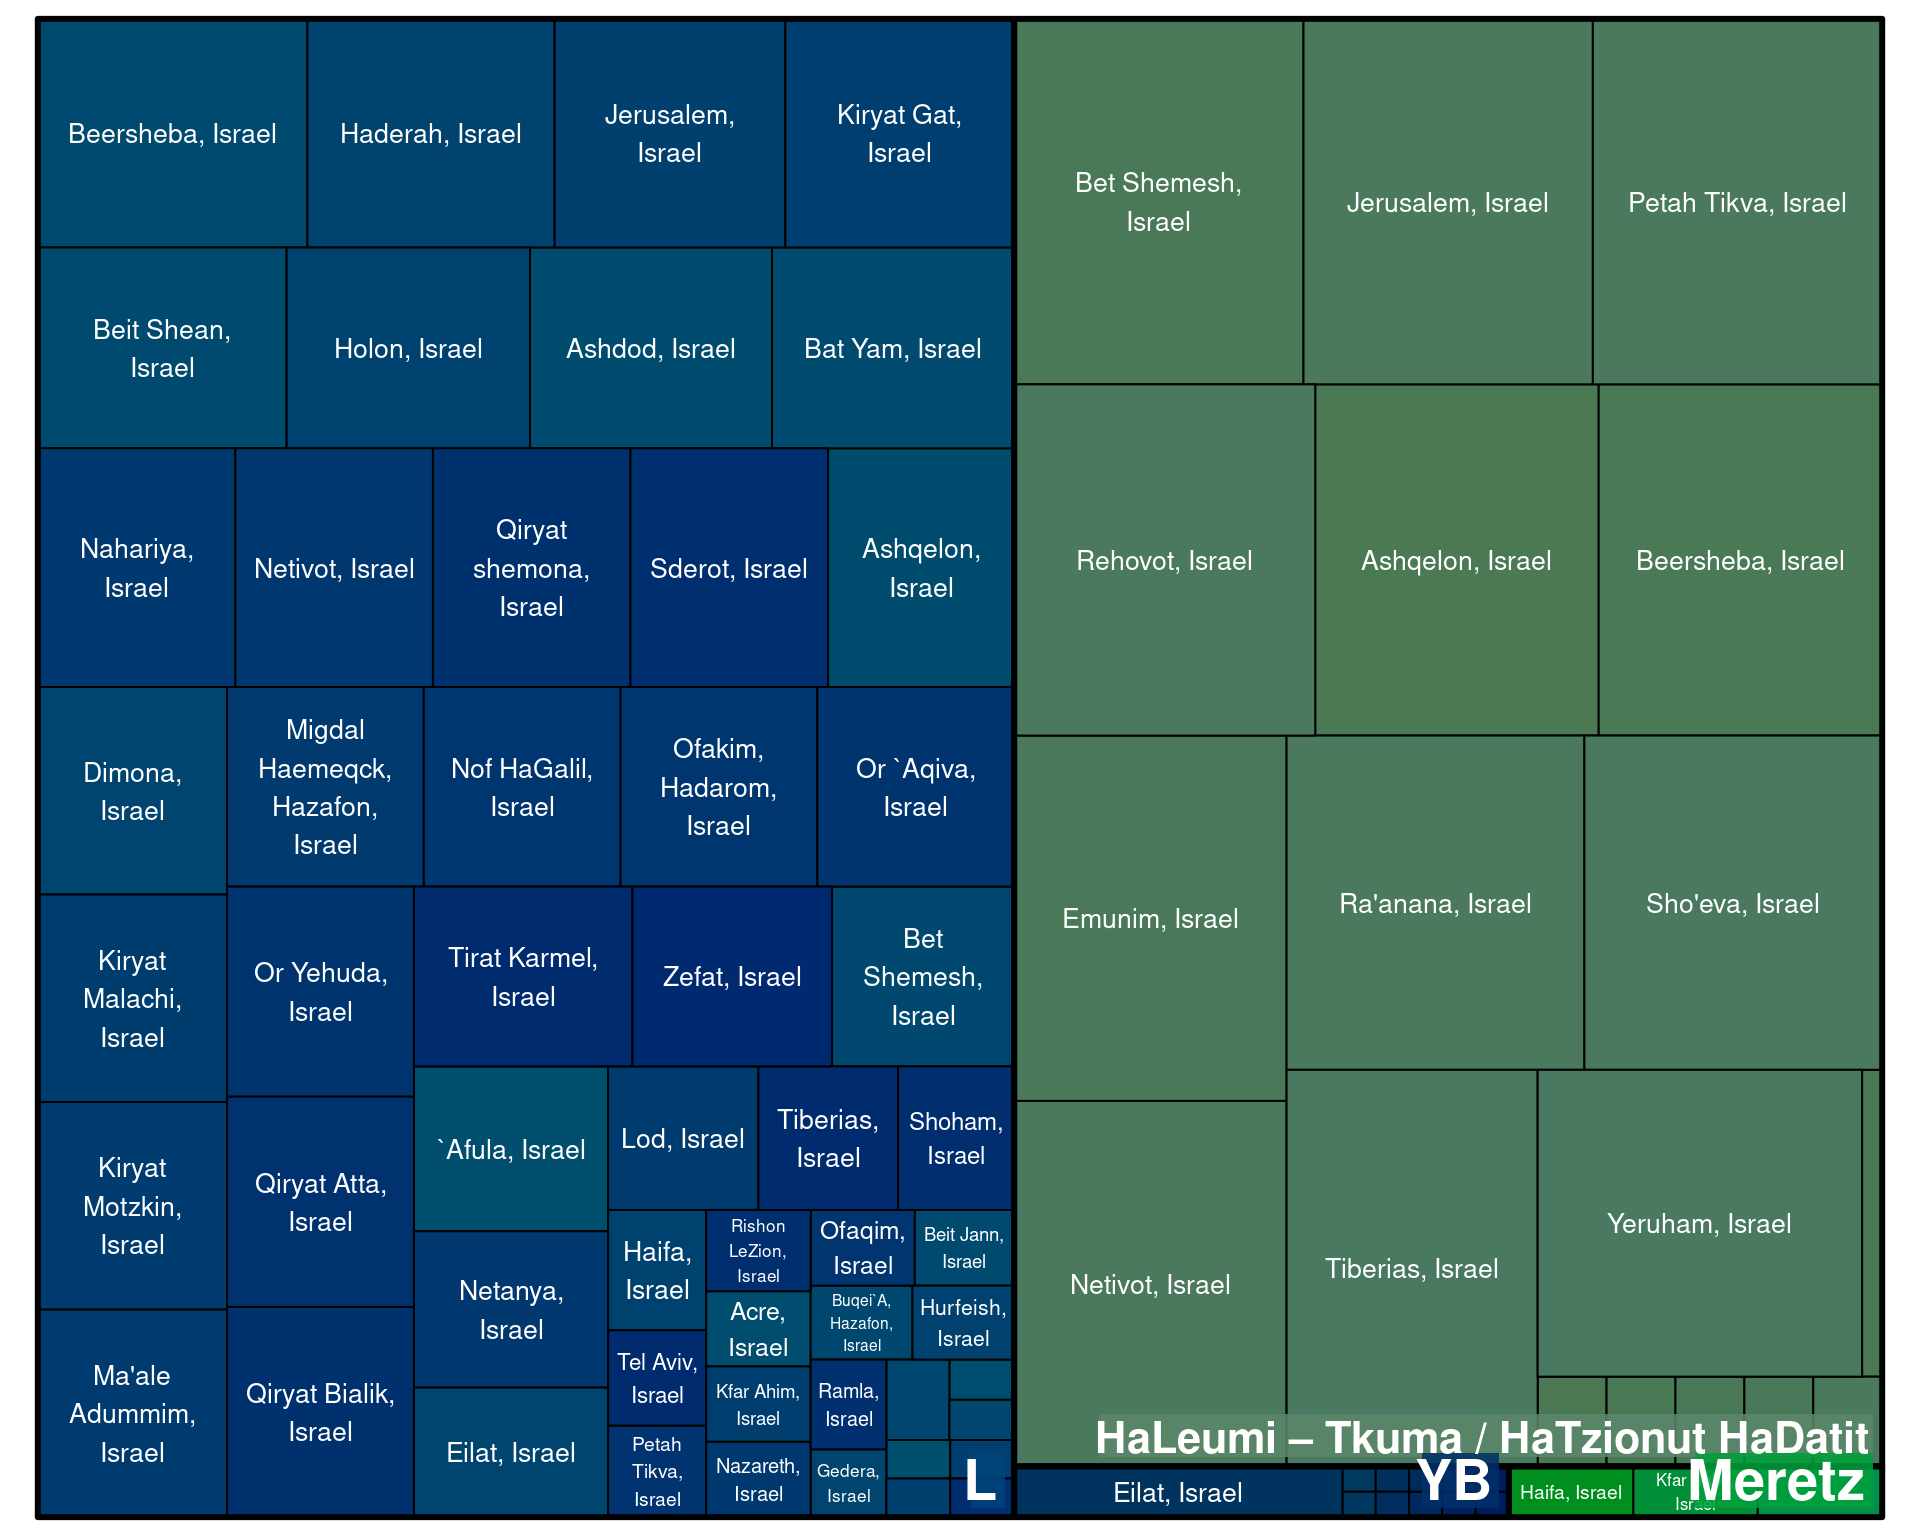 Beersheba, Israel
Haderah, Israel
Jerusalem,
Israel
Kiryat Gat,
Israel
Beit Shean,
Israel
Holon, Israel
Ashdod, Israel
Bat Yam, Israel
Nahariya,
Israel
Netivot, Israel
Qiryat
shemona,
Israel
Sderot, Israel
Ashqelon,
Israel
Dimona,
Israel
Migdal
Haemeqck,
Hazafon,
Israel
Nof HaGalil,
Israel
Ofakim,
Hadarom,
Israel
Or `Aqiva,
Israel
Kiryat
Malachi,
Israel
Or Yehuda,
Israel
Tirat Karmel,
Israel
Zefat, Israel
Bet
Shemesh,
Israel
Kiryat
Motzkin,
Israel
Qiryat Atta,
Israel
`Afula, Israel
Lod, Israel
Tiberias,
Israel
Shoham,
Israel
Ma'ale
Adummim,
Israel
Qiryat Bialik,
Israel
Netanya,
Israel
Eilat, Israel
Haifa,
Israel
Rishon
LeZion,
Israel
Ofaqim,
Israel
Beit Jann,
Israel
Acre,
Israel
Buqei`A,
Hazafon,
Israel
Hurfeish,
Israel
Tel Aviv,
Israel
Kfar Ahim,
Israel
Ramla,
Israel
Petah
Tikva,
Israel
Nazareth,
Israel
Gedera,
Israel
L
Bet Shemesh,
Israel
Jerusalem, Israel
Petah Tikva, Israel
Rehovot, Israel
Ashqelon, Israel
Beersheba, Israel
Emunim, Israel
Ra'anana, Israel
Sho'eva, Israel
Netivot, Israel
Tiberias, Israel
Yeruham, Israel
HaLeumi – Tkuma / HaTzionut HaDatit
Eilat, Israel
YB
Haifa, Israel
Kfar
Israel
Meretz